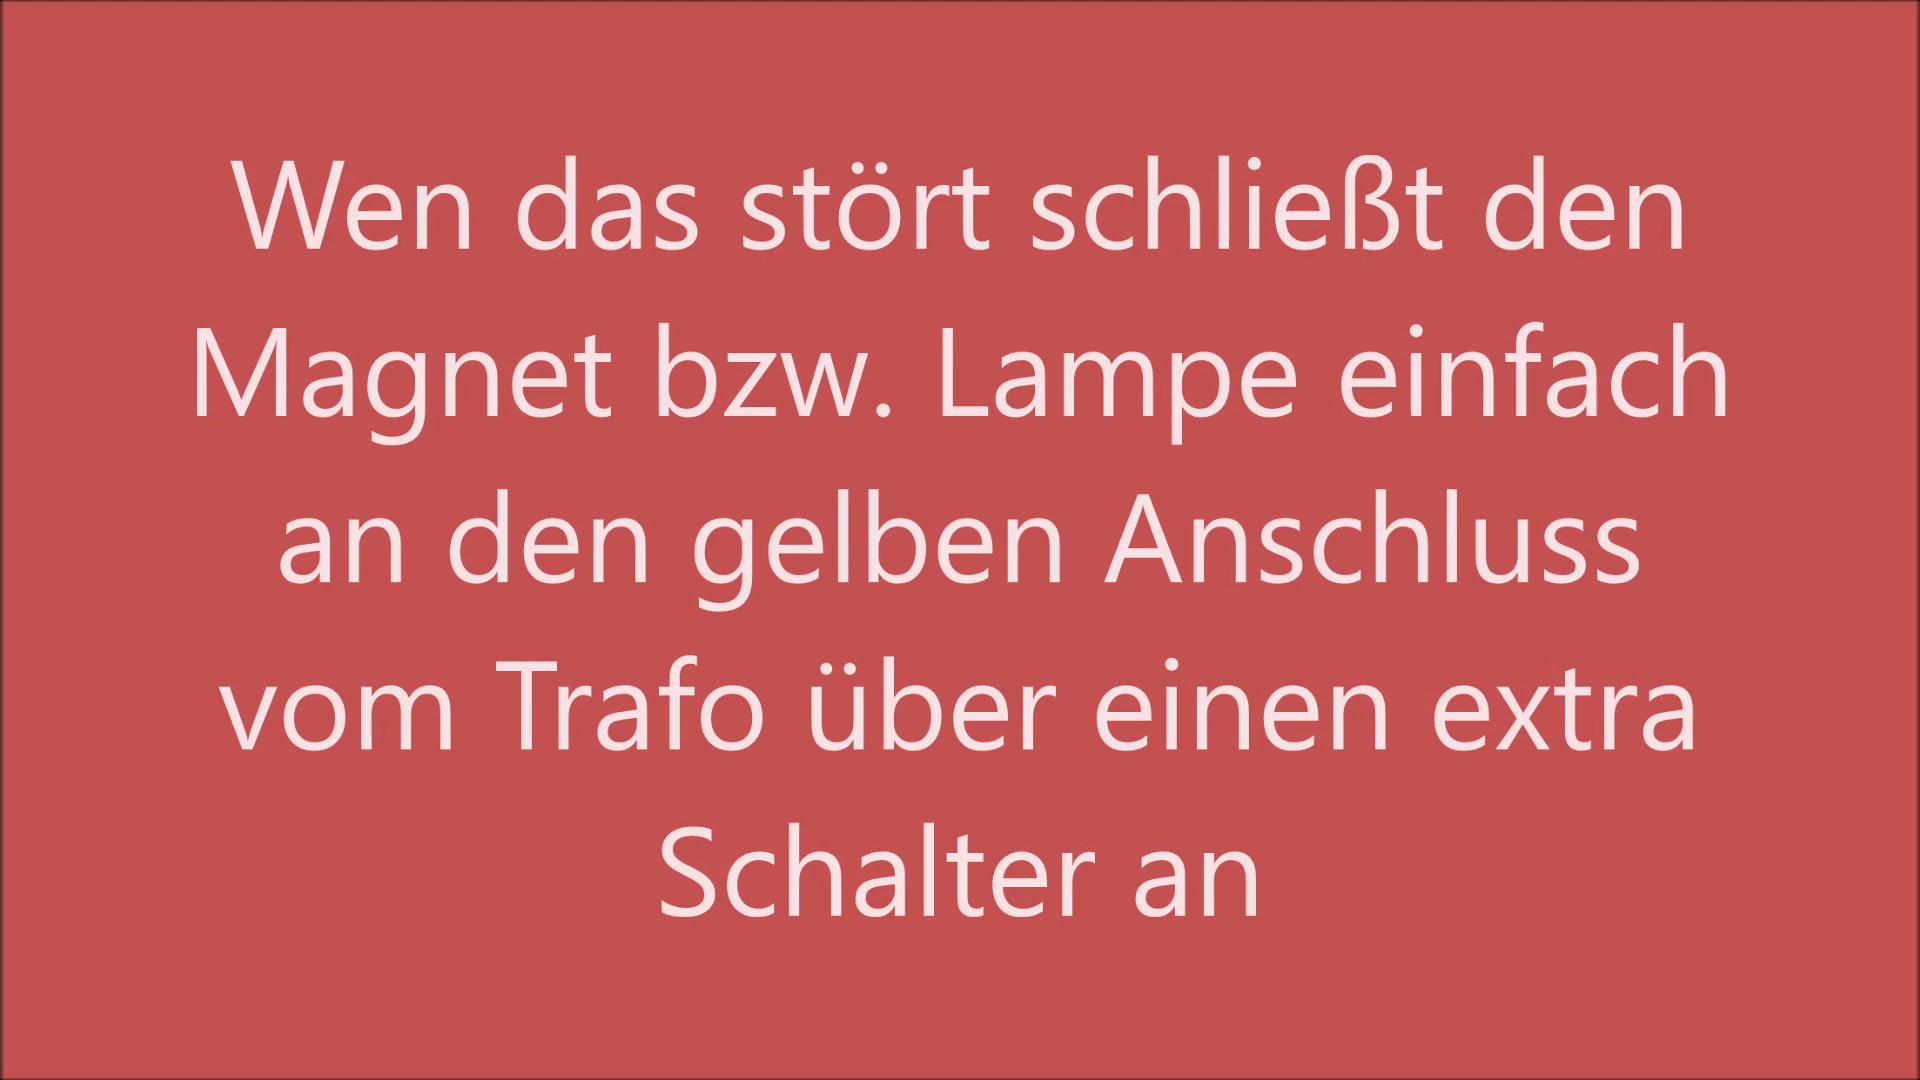 Wen das stört schließt den
Magnet bzw. Lampe einfach
an den gelben Anschluss
vom Trafo über einen extra
Schalter an